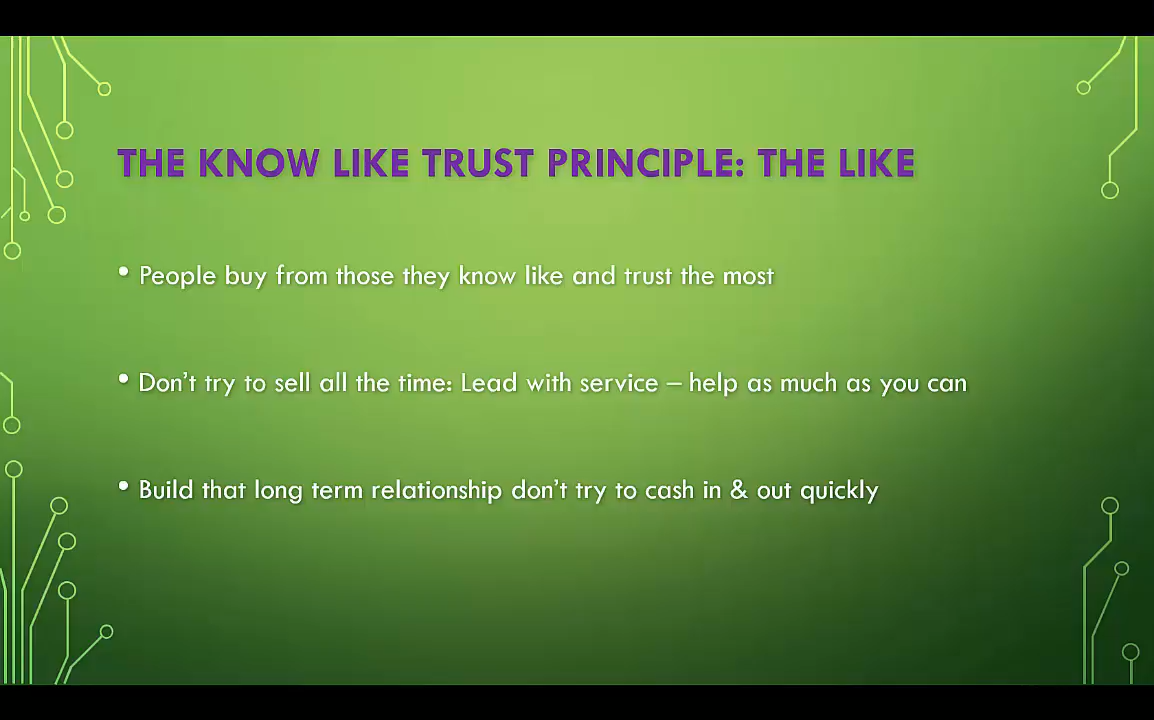 THE KNOW LIKE TRUST PRINCIPLE: THE LIKE
• People buy from those they know like and trust the most
• Don’t try to sell all the time: Lead with service – help as much as you can
• Build that long term relationship don’t try to cash in & out quickly